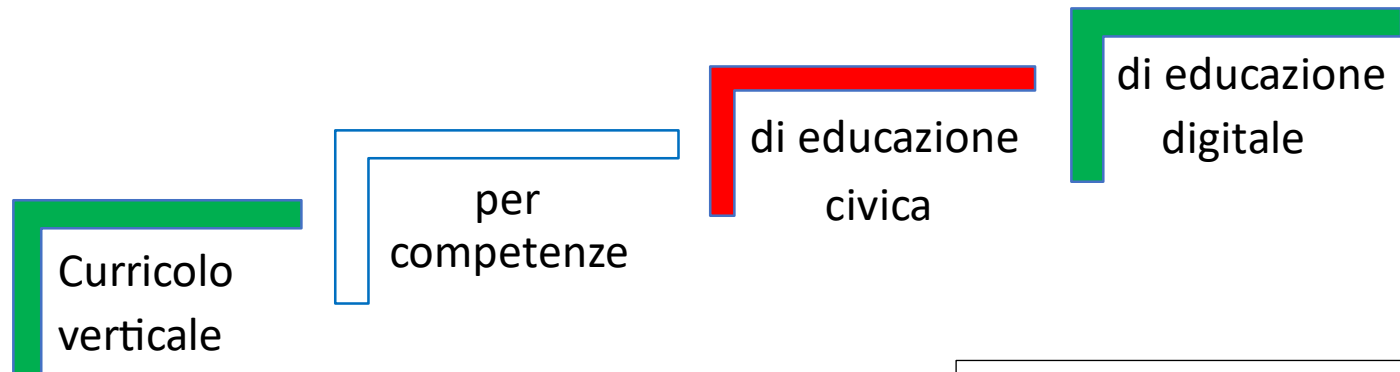 Curricolo
verticale
per
competenze
di educazione
civica
di educazione
digitale